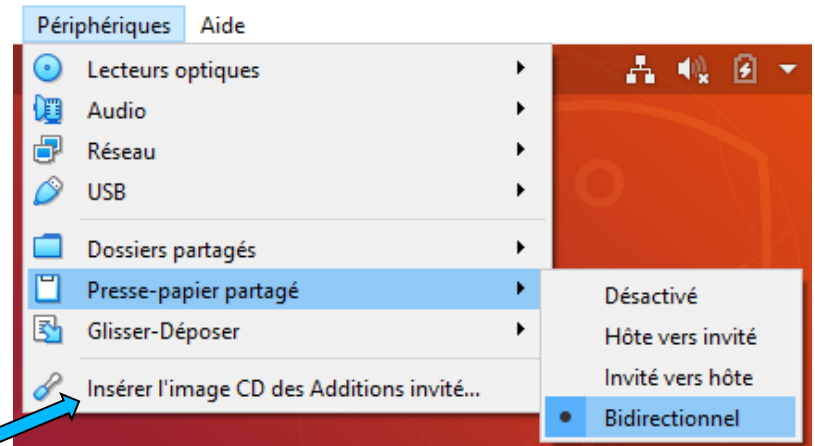 Périphériques Aide
Lecteurs optiques
Audio
Réseau
USB
Dossiers partagés
Presse-papier partagé
Glisser-Déposer
Insérer l'image CD des Additions invité...
Désactivé
Hôte vers invité
Invité vers hôte
Bidirectionnel